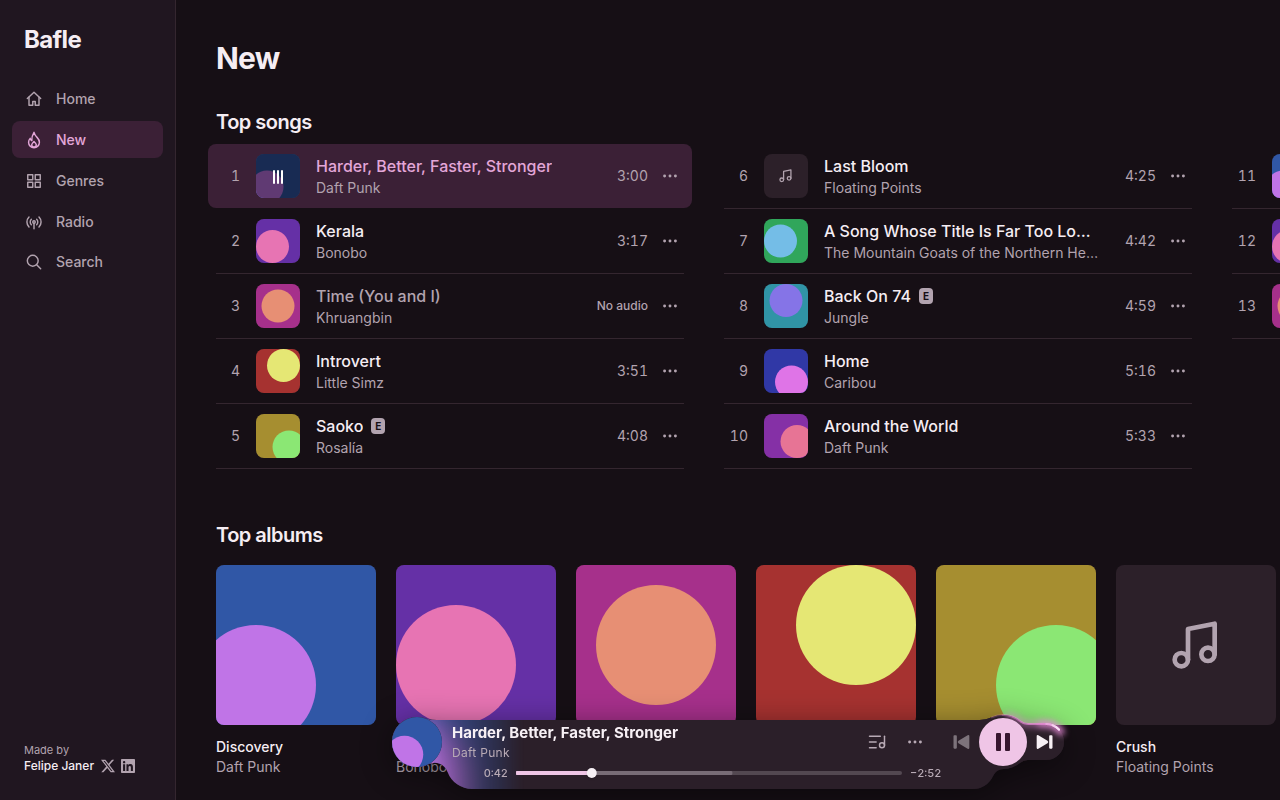 Bafle
Home
New
Genres
Radio
Search
Made by
Felipe Janer
New
Top songs
1
Harder, Better, Faster, Stronger
Daft Punk
3:00
2
Kerala
Bonobo
3:17
3
Time (You and I)
Khruangbin
No audio
4
Introvert
Little Simz
3:51
5
Saoko E
Rosalía
4:08
6
Last Bloom
Floating Points
4:25
7
A Song Whose Title Is Far Too Lo...
The Mountain Goats of the Northern He...
4:42
8
Back On 74 E
Jungle
4:59
9
Home
Caribou
5:16
10
Around the World
Daft Punk
5:33
11
12
13
Top albums
Discovery
Daft Punk
Bonobo
Crush
Floating Points
Harder, Better, Faster, Stronger
Daft Punk
0:42
−2:52